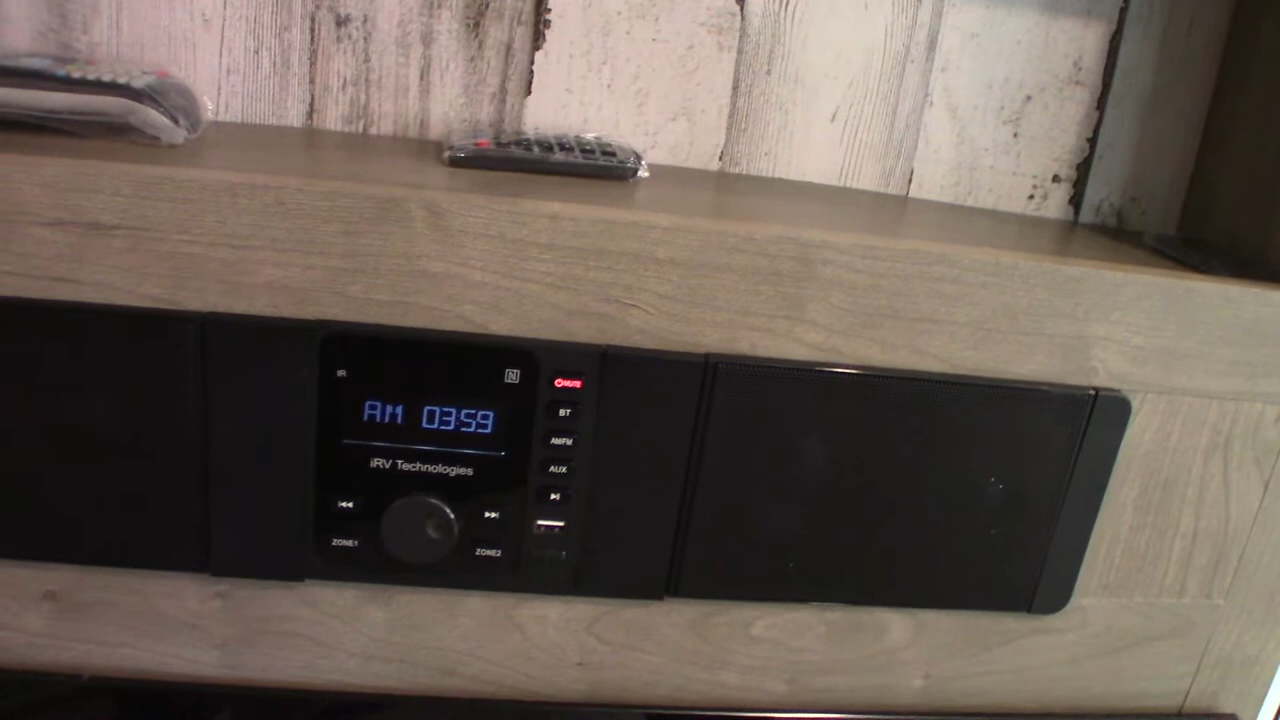 IR
N
MUTE
AM 03:59
BT
AM/FM
iRV Technologies
AUX
ZONE1
ZONE2